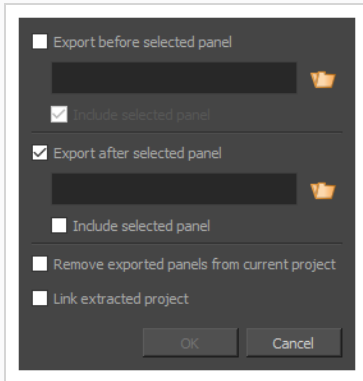 Export before selected panel
Include selected panel
Export after selected panel
Include selected panel
Remove exported panels from current project
Link extracted project
OK
Cancel